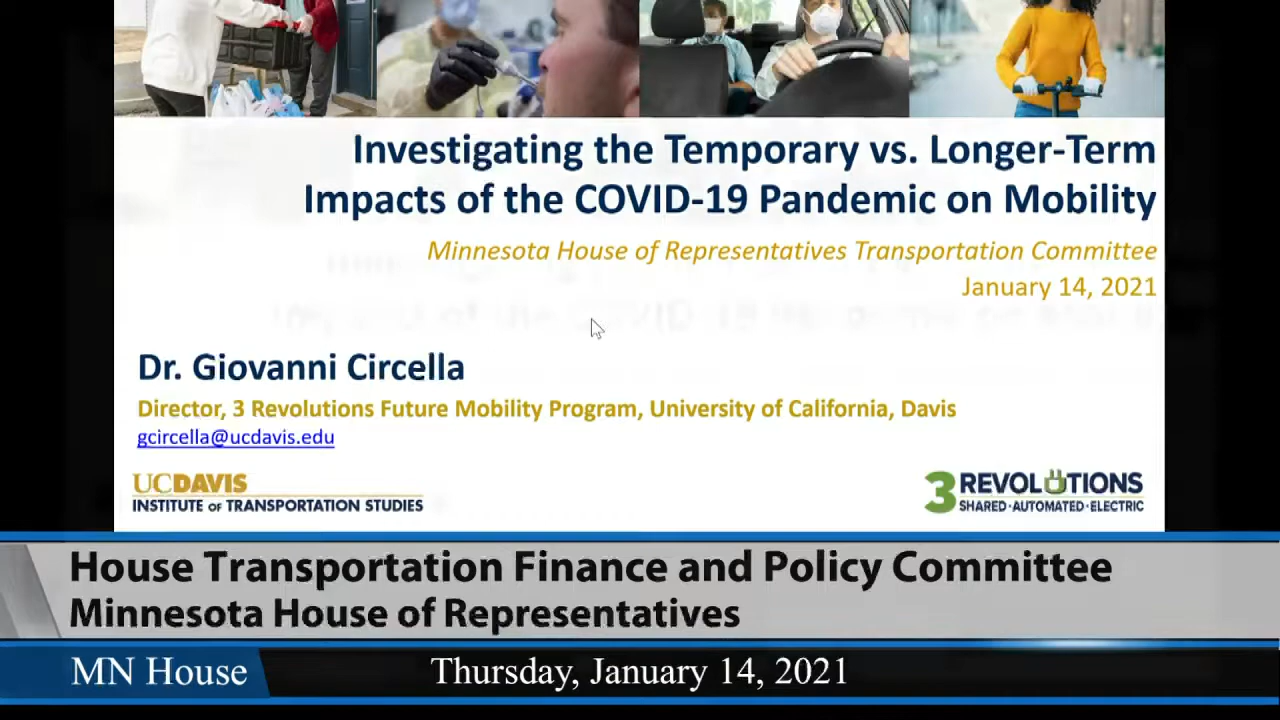 Investigating the Temporary vs. Longer-Term
Impacts of the COVID-19 Pandemic on Mobility
Minnesota House of Representatives Transportation Committee
January 14, 2021
Dr. Giovanni Circella
Director, 3 Revolutions Future Mobility Program, University of California, Davis
gcircella@ucdavis.edu
UCDAVIS
INSTITUTE OF TRANSPORTATION STUDIES
3 REVOLUTIONS
SHARED·AUTOMATED·ELECTRIC
House Transportation Finance and Policy Committee
Minnesota House of Representatives
MN House
Thursday, January 14, 2021